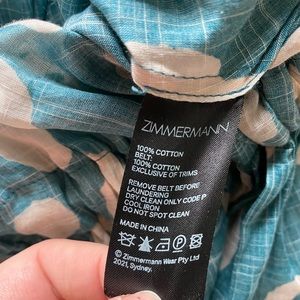 ZIMMERMANN
100% COTTON
BELT:
100% COTTON
EXCLUSIVE OF TRIMS
REMOVE BELT BEFORE
LAUNDERING
DRY CLEAN ONLY CODE P
COOL IRON
DO NOT SPOT CLEAN
MADE IN CHINA
P
© Zimmermann Wear Pty Ltd
2021, Sydney.